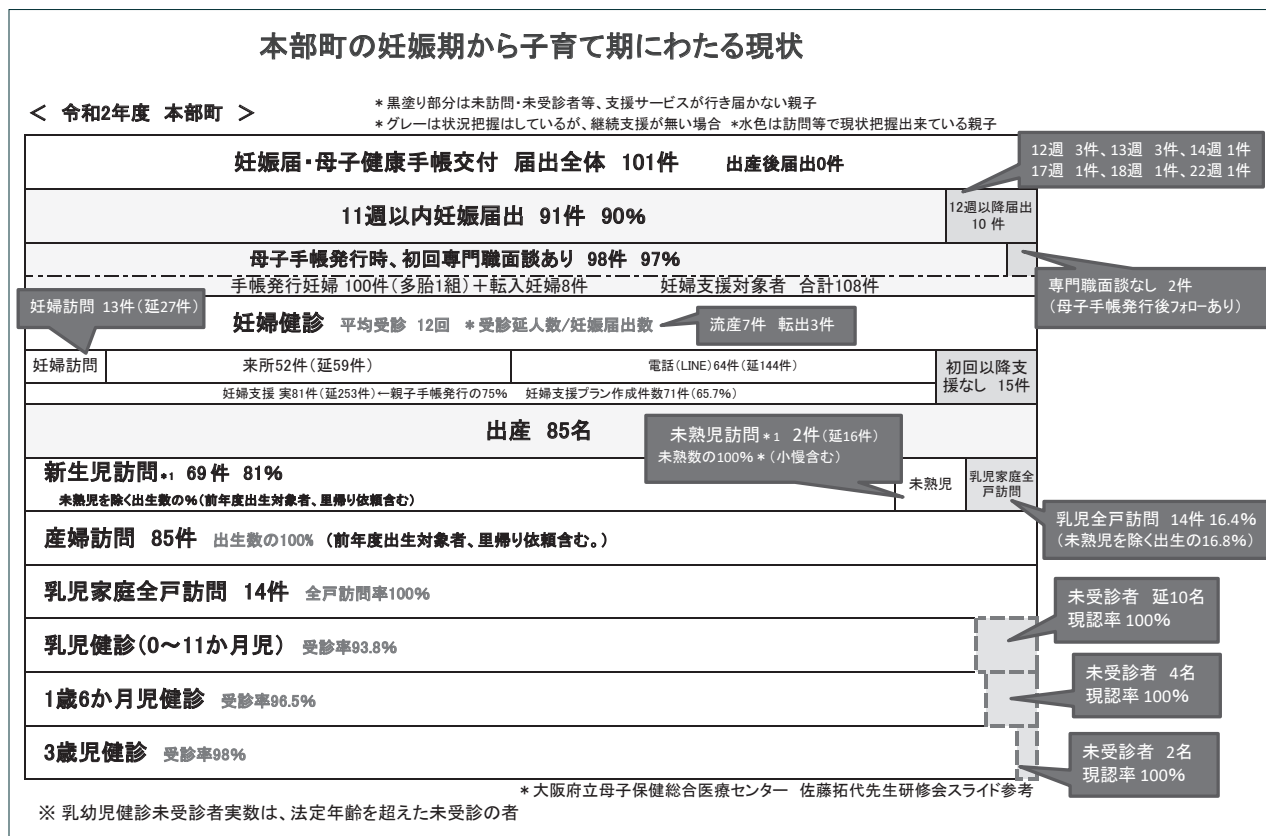 本部町の妊娠期から子育て期にわたる現状
＜ 令和2年度 本部町 ＞
＊黒塗り部分は未訪問・未受診者等、支援サービスが行き届かない親子
＊グレーは状況把握はしているが、継続支援が無い場合 ＊水色は訪問等で現状把握出来ている親子
妊娠届・母子健康手帳交付 届出全体 101件 出産後届出0件
12週 3件、13週 3件、14週 1件
17週 1件、18週 1件、22週 1件
11週以内妊娠届出 91件 90%
12週以降届出
10 件
母子手帳発行時、初回専門職面談あり 98件 97%
専門職面談なし 2件
（母子手帳発行後フォローあり）
手帳発行妊婦 100件（多胎1組）＋転入妊婦8件 妊婦支援対象者 合計108件
妊婦訪問 13件（延27件）
妊婦健診 平均受診 12回 ＊受診延人数/妊娠届出数
流産7件 転出3件
妊婦訪問
来所52件（延59件）
電話（LINE）64件（延144件）
初回以降支
援なし 15件
妊婦支援 実81件（延253件）←親子手帳発行の75% 妊婦支援プラン作成件数71件（65.7%）
出産 85名
未熟児訪問＊1 2件（延16件）
未熟数の100%＊（小慢含む）
新生児訪問＊1 69件 81%
未熟児を除く出生数の%（前年度出生対象者、里帰り依頼含む）
未熟児
乳児家庭全
戸訪問
乳児全戸訪問 14件 16.4%
（未熟児を除く出生の16.8%）
産婦訪問 85件 出生数の100% （前年度出生対象者、里帰り依頼含む。）
乳児家庭全戸訪問 14件 全戸訪問率100%
乳児健診（0～11か月児） 受診率93.8%
未受診者 延10名
現認率 100%
1歳6か月児健診 受診率96.5%
未受診者 4名
現認率 100%
3歳児健診 受診率98%
未受診者 2名
現認率 100%
＊大阪府立母子保健総合医療センター 佐藤拓代先生研修会スライド参考
※ 乳幼児健診未受診者実数は、法定年齢を超えた未受診の者